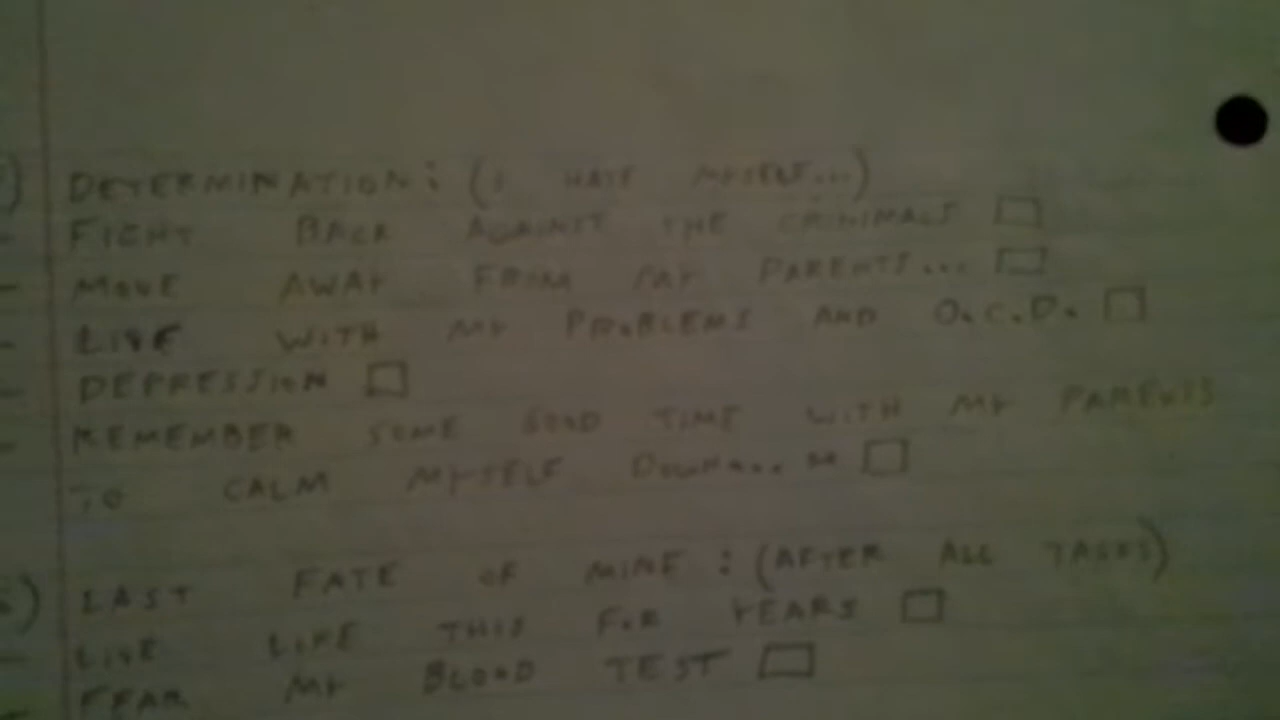 ) DETERMINATION: (I HATE MYSELF...)
- FIGHT BACK AGAINST THE CRIMINALS
- MOVE AWAY FROM MY PARENTS...
- LIVE WITH MY PROBLEMS AND O.C.D.
- DEPRESSION
- REMEMBER SOME GOOD TIME WITH MY PARENTS
TO CALM MYSELF DOWN...
) LAST FATE OF MINE: (AFTER ALL TASKS)
- LIVE LIFE THIS FOR YEARS
- FEAR MY BLOOD TEST